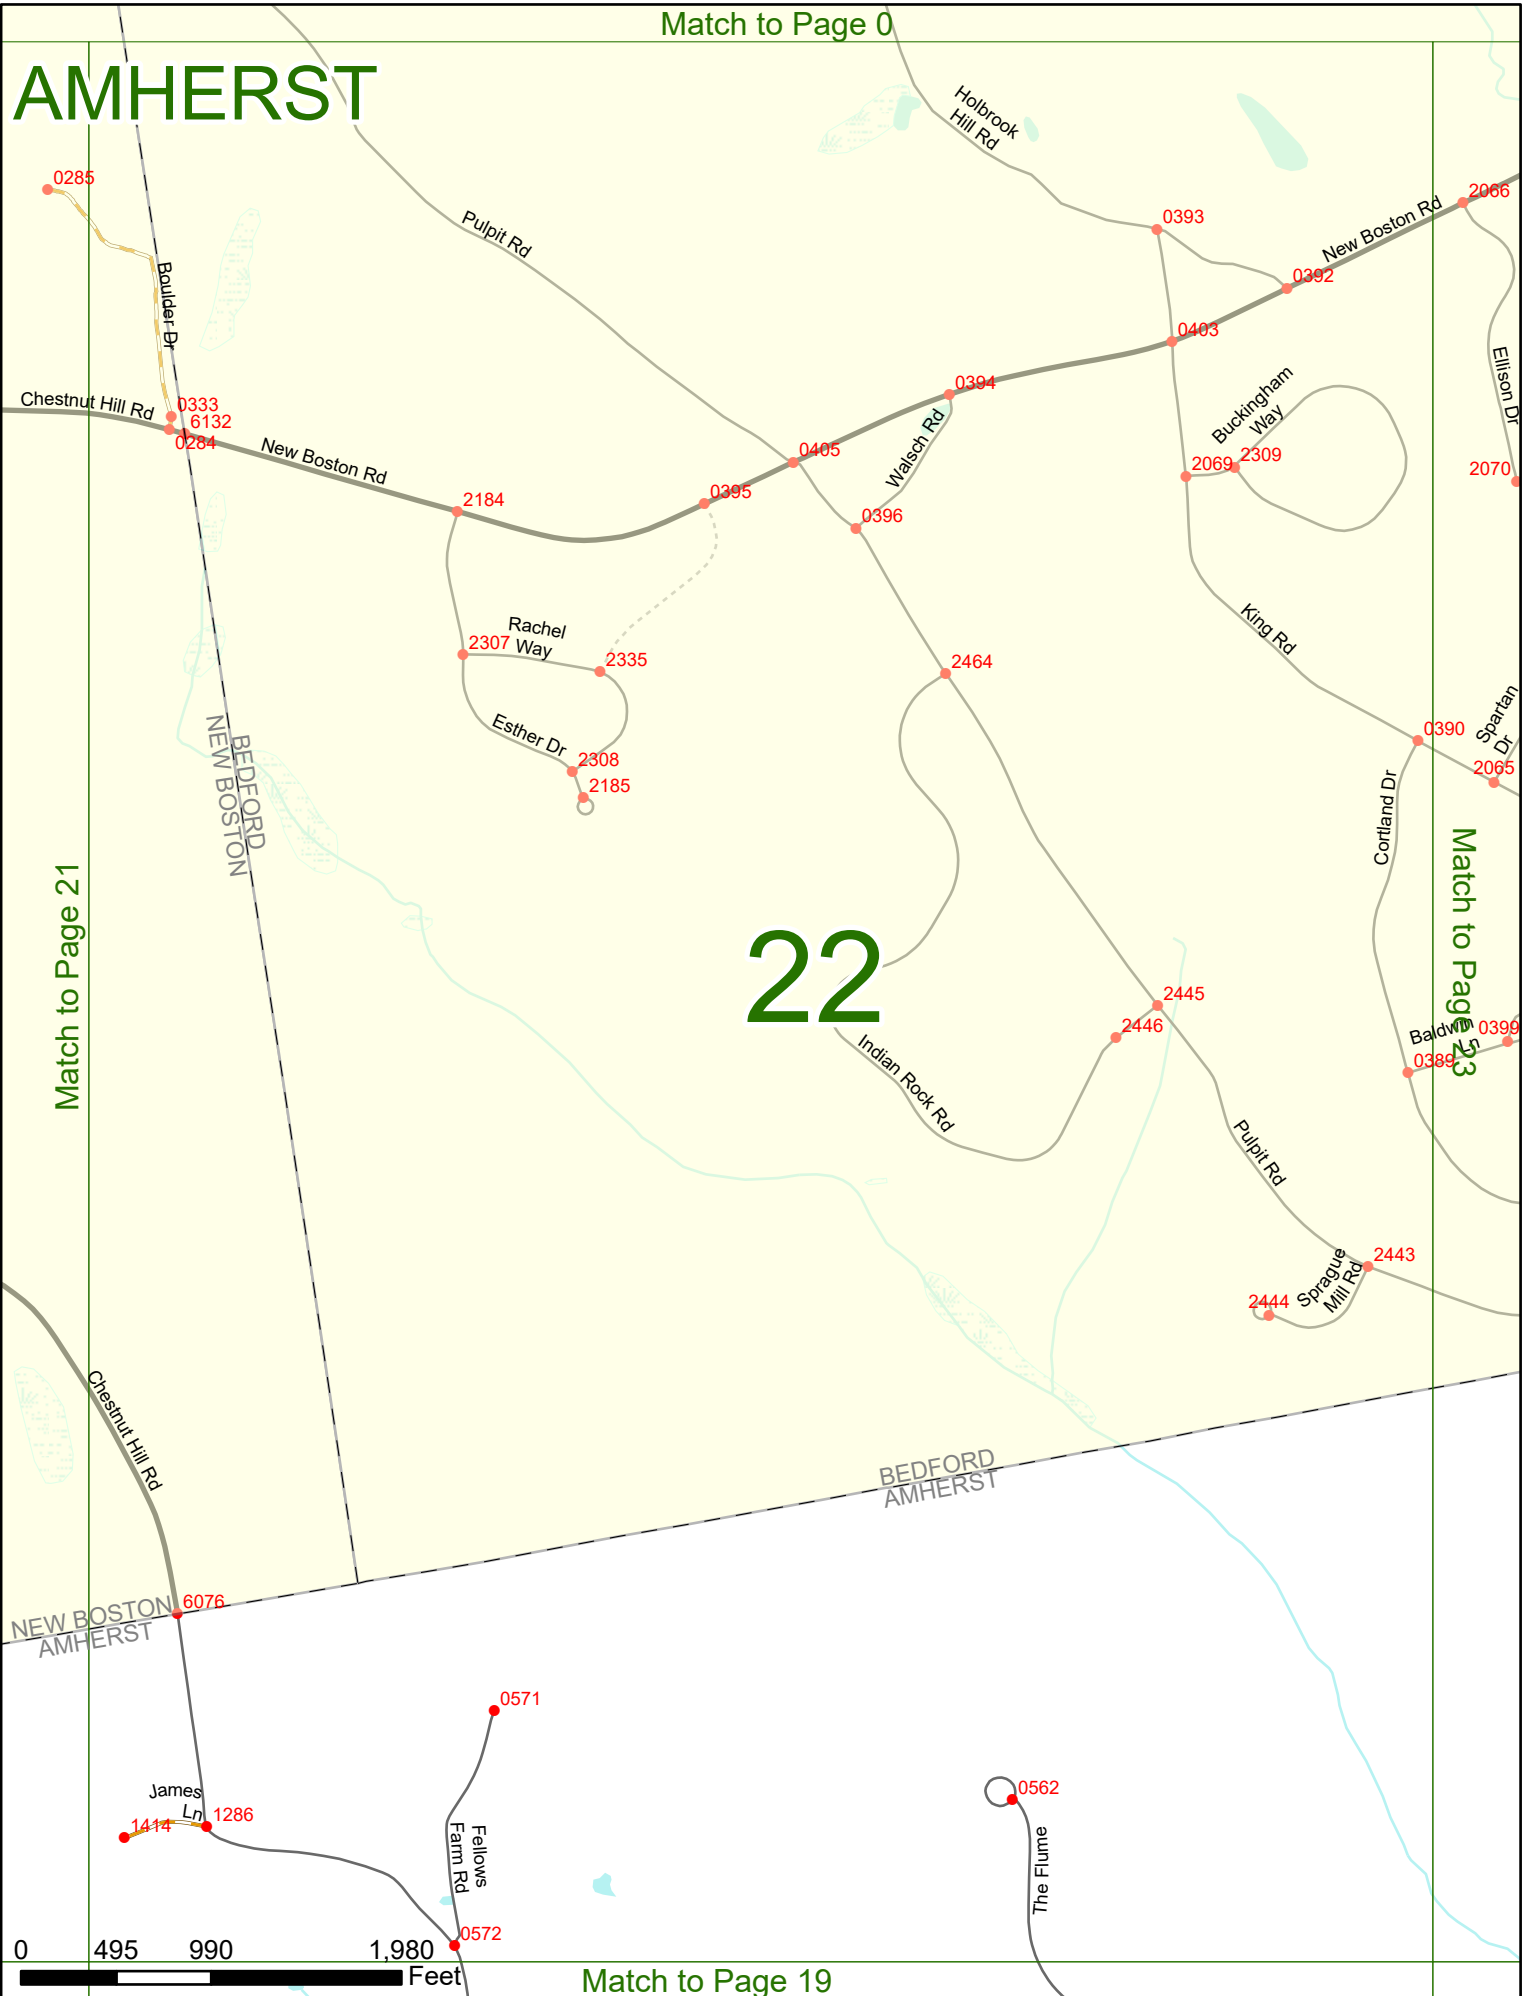 Match to Page 0
AMHERST
Holbrook
Hill Rd
0285
2066
Pulpit Rd
0393
New Boston Rd
Boulder Dr
0392
0403
Ellison Dr
0394
Buckingham
Way
Chestnut Hill Rd
0333
6132
0284
Walsch Rd
New Boston Rd
0405
2309
2069
2070
2184
0395
0396
Rachel
Way
2307
2335
King Rd
2464
Spartan
Dr
Esther Dr
0390
2308
2065
2185
BEDFORD
NEW BOSTON
Cortland Dr
Match to Page 21
Match to Page 23
22
2445
2446
Baldwin
Ln
0399
0389
Indian Rock Rd
Pulpit Rd
2443
Sprague
Mill Rd
2444
Chestnut Hill Rd
BEDFORD
AMHERST
6076
NEW BOSTON
AMHERST
0571
0562
James
Ln
1286
1414
Fellows
Farm Rd
The Flume
0572
0 495 990 1,980
Feet
Match to Page 19